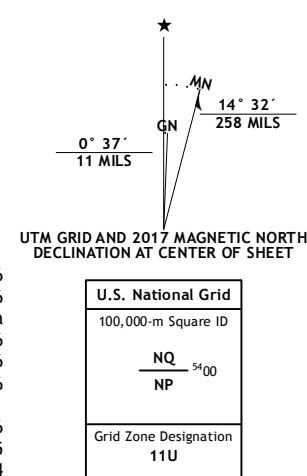 ★
MN
GN
14° 32´
258 MILS
0° 37´
11 MILS
UTM GRID AND 2017 MAGNETIC NORTH
DECLINATION AT CENTER OF SHEET
U.S. National Grid
100,000-m Square ID
NQ
5400
NP
Grid Zone Designation
11U